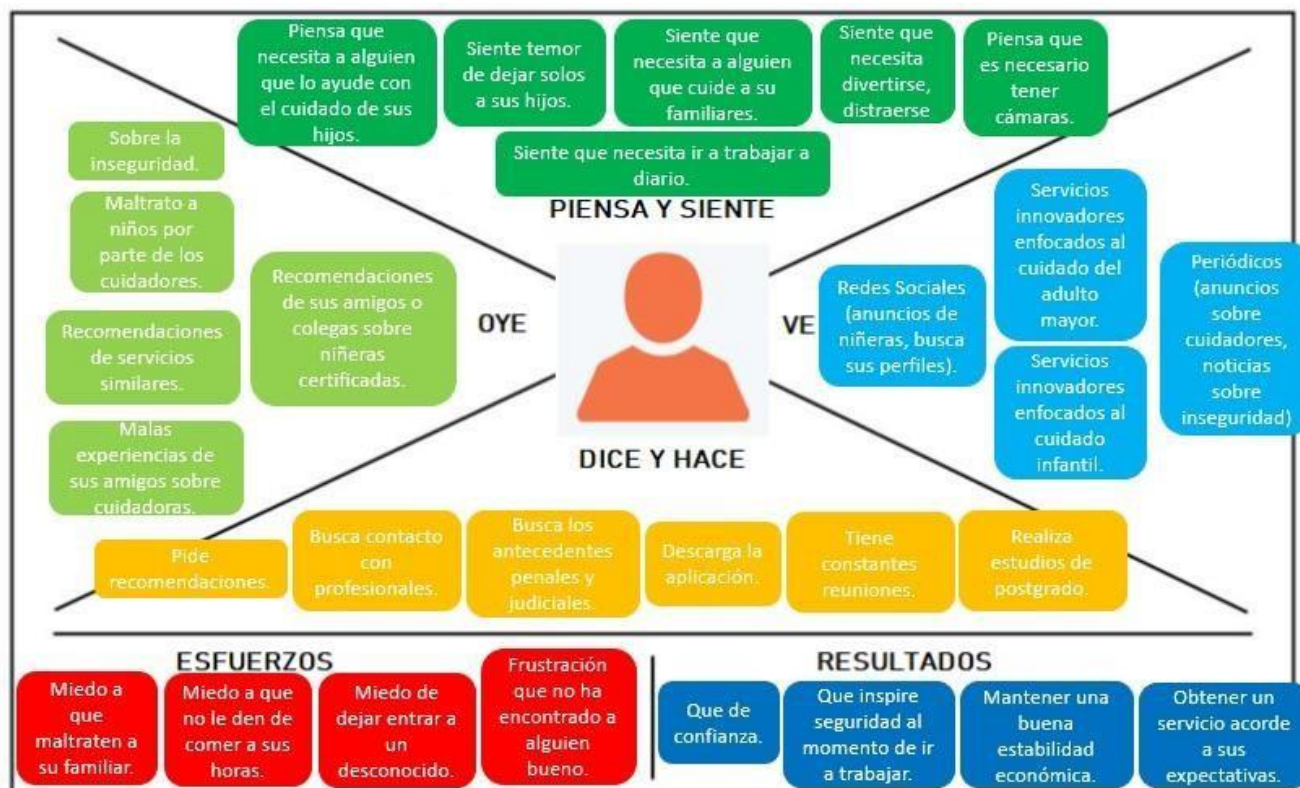 Piensa que
necesita a alguien
que lo ayude con
el cuidado de sus
hijos.
Siente temor
de dejar solos
a sus hijos.
Siente que
necesita a alguien
que cuide a su
familiares.
Siente que
necesita
divertirse,
distraerse
Piensa que
es necesario
tener
cámaras.
Siente que necesita ir a trabajar a
diario.
PIENSA Y SIENTE
Sobre la
inseguridad.
Maltrato a
niños por
parte de los
cuidadores.
Recomendaciones
de servicios
similares.
Malas
experiencias de
sus amigos sobre
cuidadoras.
Recomendaciones
de sus amigos o
colegas sobre
niñeras
certificadas.
OYE
VE
Redes Sociales
(anuncios de
niñeras, busca
sus perfiles).
Servicios
innovadores
enfocados al
cuidado del
adulto
mayor.
Servicios
innovadores
enfocados al
cuidado
infantil.
Periódicos
(anuncios
sobre
cuidadores,
noticias
sobre
inseguridad)
DICE Y HACE
Pide
recomendaciones.
Busca contacto
con
profesionales.
Busca los
antecedentes
penales y
judiciales.
Descarga la
aplicación.
Tiene
constantes
reuniones.
Realiza
estudios de
postgrado.
ESFUERZOS
Miedo a
que
maltraten a
su familiar.
Miedo a que
no le den de
comer a sus
horas.
Miedo de
dejar entrar a
un
desconocido.
Frustración
que no ha
encontrado a
alguien
bueno.
RESULTADOS
Que de
confianza.
Que inspire
seguridad al
momento de ir
a trabajar.
Mantener una
buena
estabilidad
económica.
Obtener un
servicio acorde
a sus
expectativas.